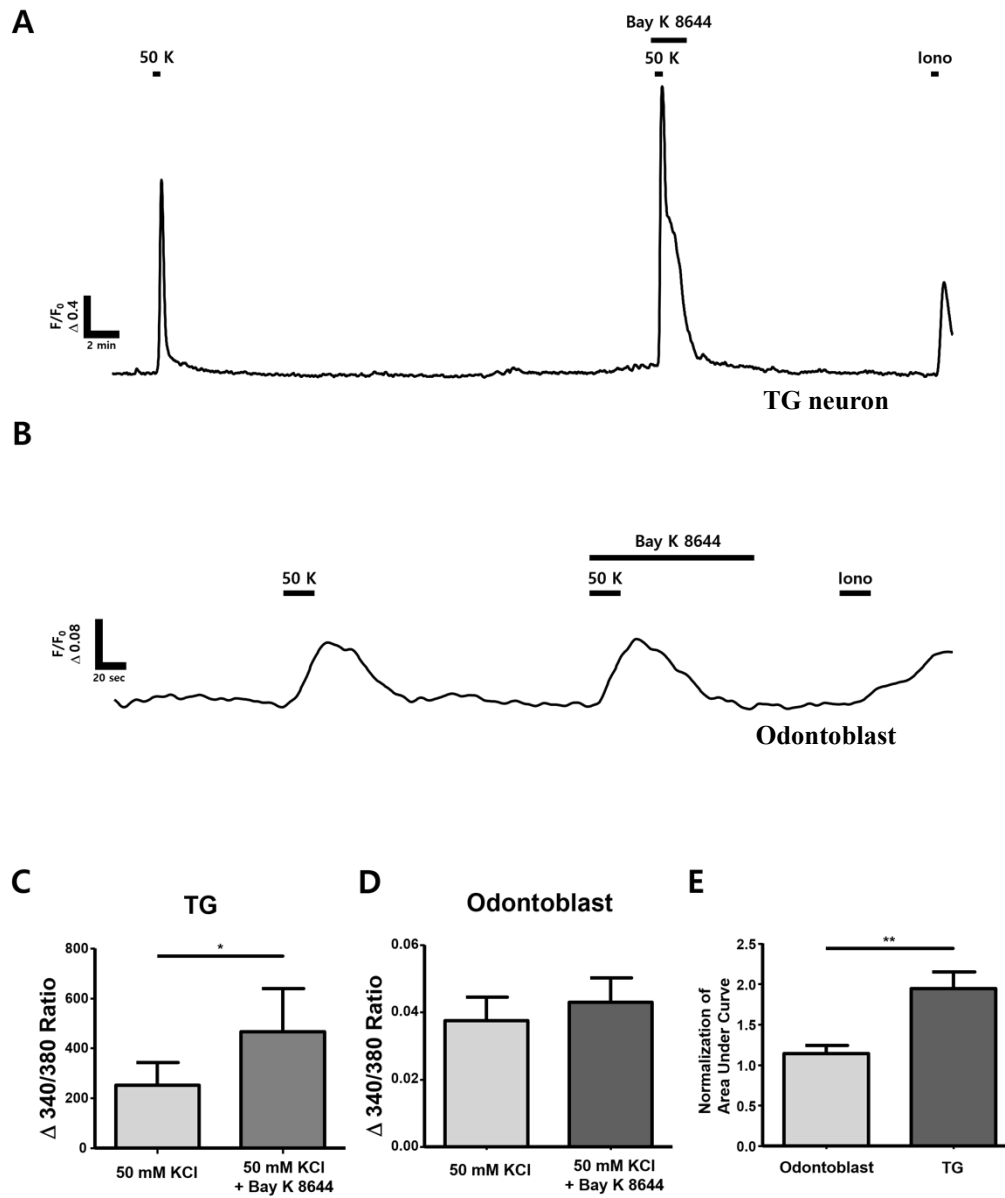 A
Bay K 8644
50 K
50 K
Iono
F/F₀
Δ 0.4
2 min
TG neuron
B
Bay K 8644
50 K
50 K
Iono
F/F₀
Δ 0.08
20 sec
Odontoblast
C
TG
*
Δ 340/380 Ratio
800
600
400
200
0
50 mM KCl
50 mM KCl
+ Bay K 8644
D
Odontoblast
Δ 340/380 Ratio
0.06
0.04
0.02
0.00
50 mM KCl
50 mM KCl
+ Bay K 8644
E
**
Normalization of
Area Under Curve
2.5
2.0
1.5
1.0
0.5
0.0
Odontoblast
TG